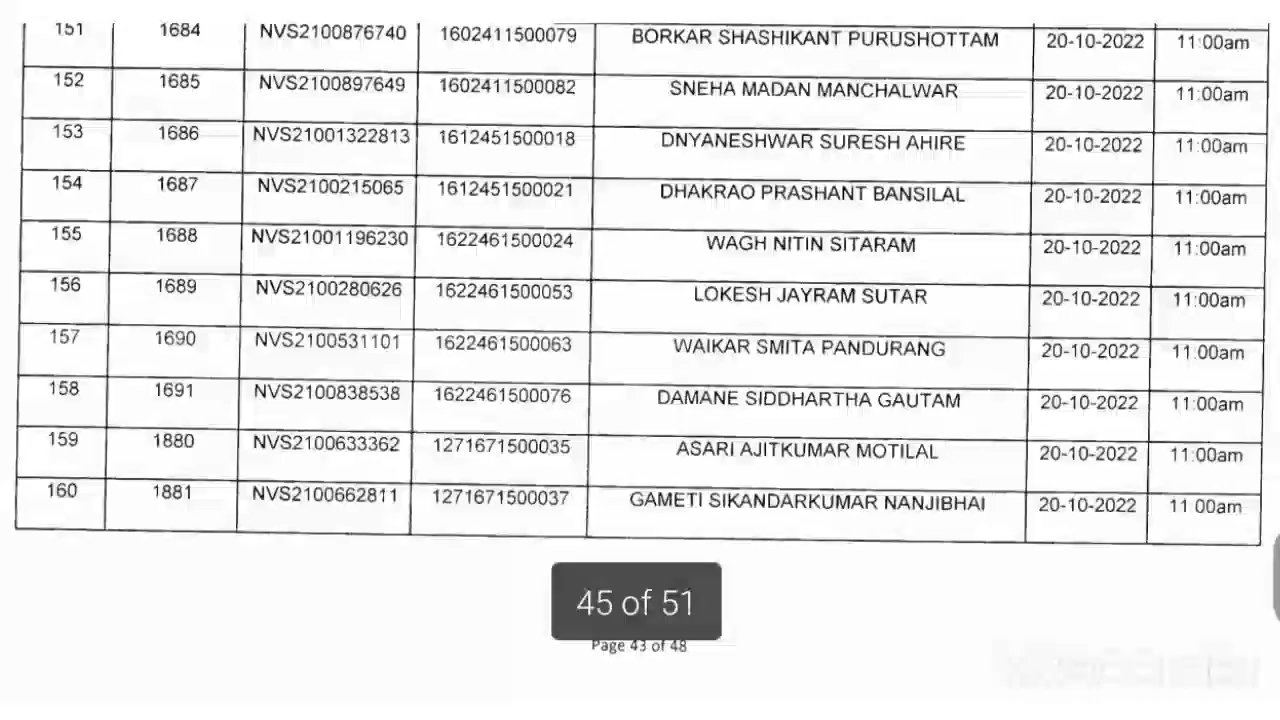 151 1684 NVS2100876740 1602411500079 BORKAR SHASHIKANT PURUSHOTTAM 20-10-2022 11:00am
152 1685 NVS2100897649 1602411500082 SNEHA MADAN MANCHALWAR 20-10-2022 11:00am
153 1686 NVS21001322813 1612451500018 DNYANESHWAR SURESH AHIRE 20-10-2022 11:00am
154 1687 NVS2100215065 1612451500021 DHAKRAO PRASHANT BANSILAL 20-10-2022 11:00am
155 1688 NVS21001196230 1622461500024 WAGH NITIN SITARAM 20-10-2022 11:00am
156 1689 NVS2100280626 1622461500053 LOKESH JAYRAM SUTAR 20-10-2022 11:00am
157 1690 NVS2100531101 1622461500063 WAIKAR SMITA PANDURANG 20-10-2022 11:00am
158 1691 NVS2100838538 1622461500076 DAMANE SIDDHARTHA GAUTAM 20-10-2022 11:00am
159 1880 NVS2100633362 1271671500035 ASARI AJITKUMAR MOTILAL 20-10-2022 11:00am
160 1881 NVS2100662811 1271671500037 GAMETI SIKANDARKUMAR NANJIBHAI 20-10-2022 11 00am
45 of 51
Page 43 of 48